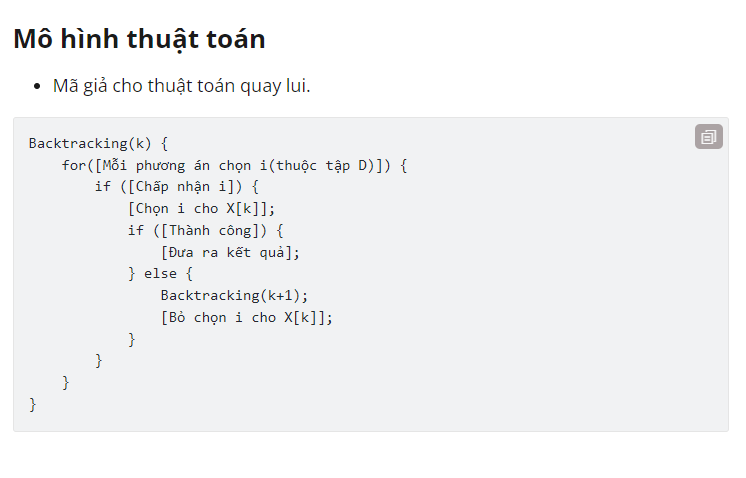 Mô hình thuật toán
• Mã giả cho thuật toán quay lui.
Backtracking(k) {
    for([Mỗi phương án chọn i(thuộc tập D)]) {
        if ([Chấp nhận i]) {
            [Chọn i cho X[k]];
            if ([Thành công]) {
                [Đưa ra kết quả];
            } else {
                Backtracking(k+1);
                [Bỏ chọn i cho X[k]];
            }
        }
    }
}